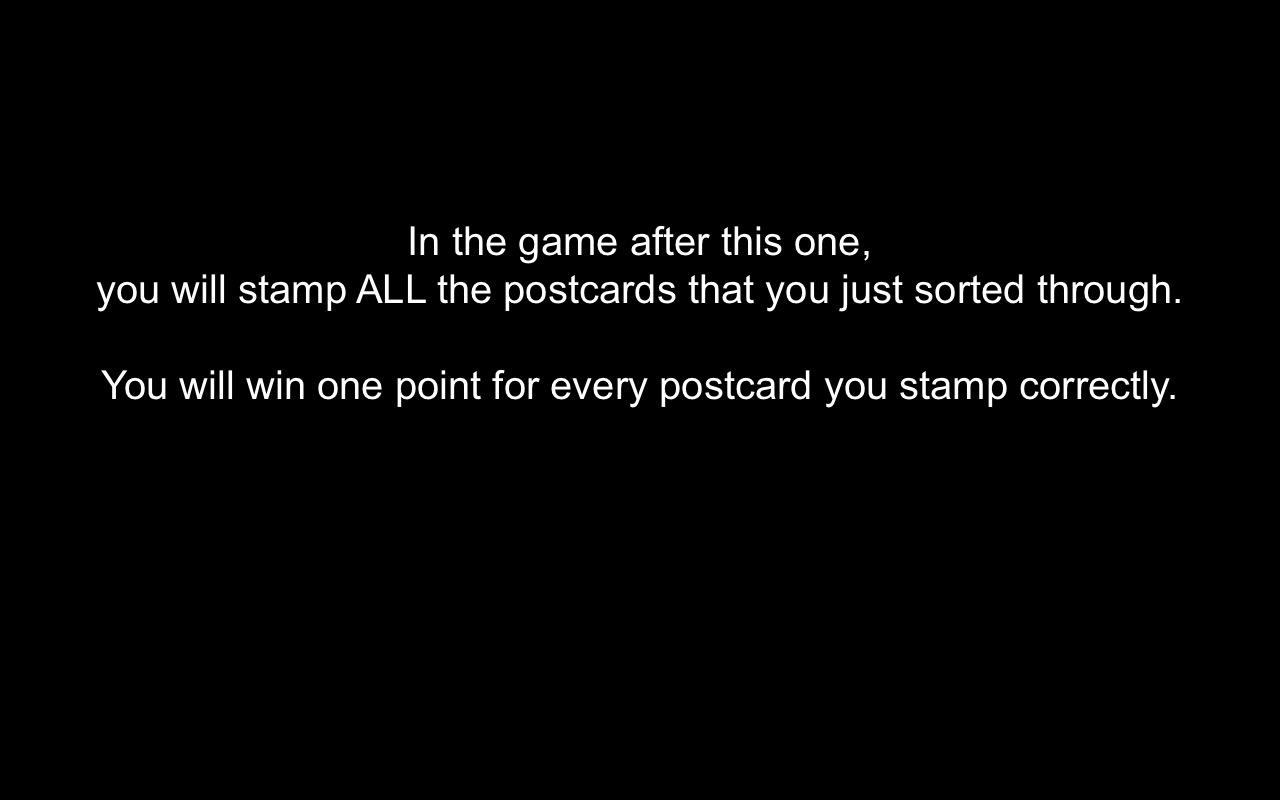 In the game after this one,
you will stamp ALL the postcards that you just sorted through.
You will win one point for every postcard you stamp correctly.